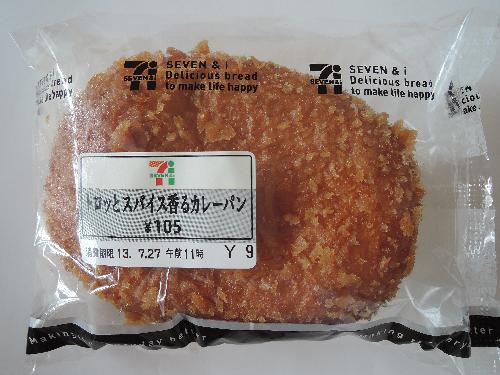 SEVEN & i
Delicious bread
to make life happy
SEVEN & i
Delicious bread
to make life happy
SEVEN&i
トロッとスパイス香るカレーパン
¥105
消費期限 13. 7.27 午前11時 Y 9